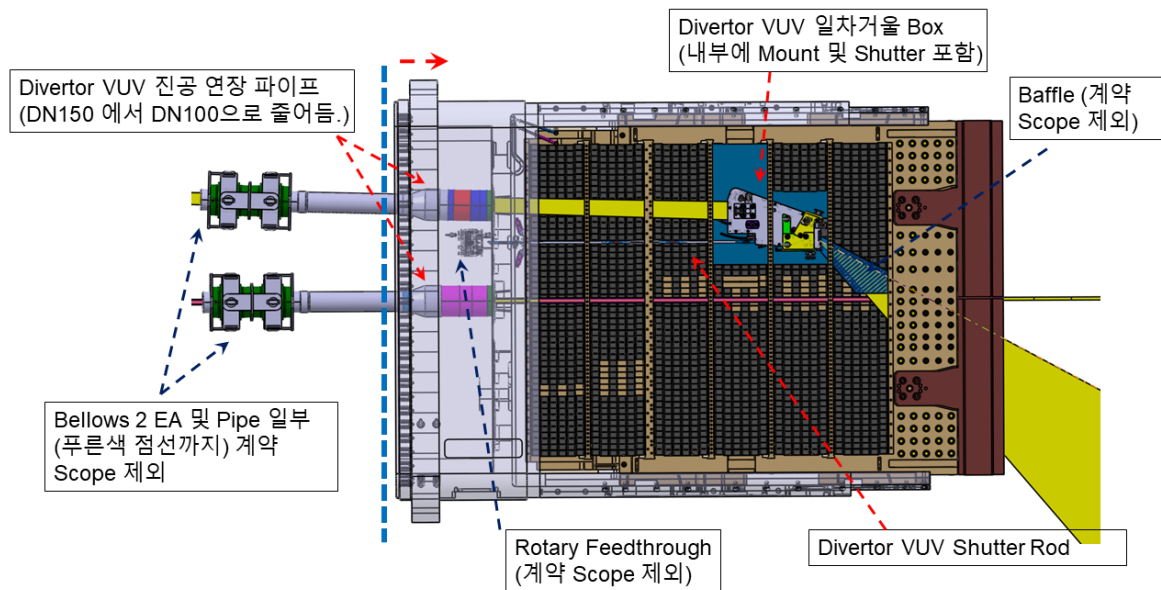 Divertor VUV 일차거울 Box
(내부에 Mount 및 Shutter 포함)
Divertor VUV 진공 연장 파이프
(DN150 에서 DN100으로 줄어듬.)
Baffle (계약
Scope 제외)
Bellows 2 EA 및 Pipe 일부
(푸른색 점선까지) 계약
Scope 제외
Rotary Feedthrough
(계약 Scope 제외)
Divertor VUV Shutter Rod